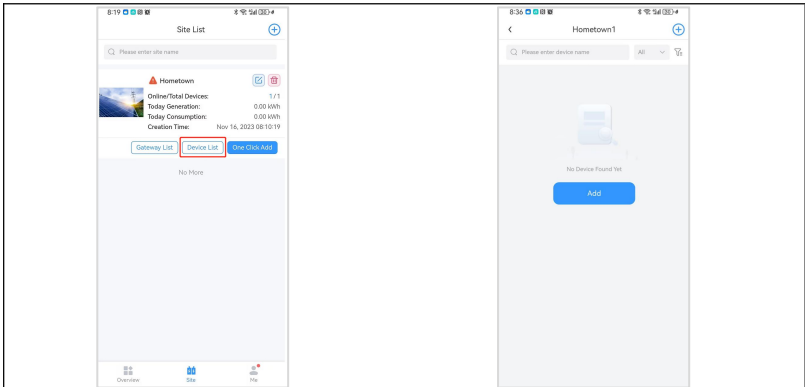 8:19
Site List
Please enter site name
Hometown
Online/Total Devices: 1/1
Today Generation: 0.00 kWh
Today Consumption: 0.00 kWh
Creation Time: Nov 16, 2023 08:10:19
Gateway List Device List One Click Add
No More
Overview Site Me
8:36
Hometown1
Please enter device name All
No Device Found Yet
Add